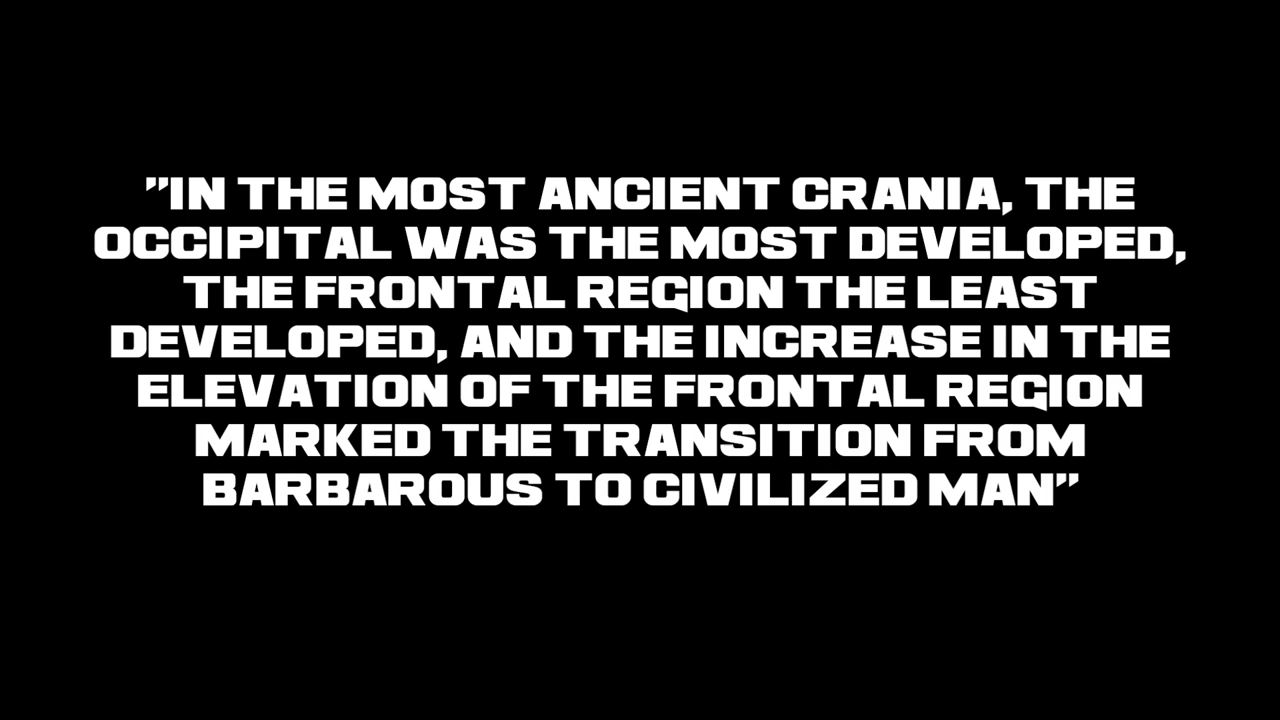 "IN THE MOST ANCIENT CRANIA, THE
OCCIPITAL WAS THE MOST DEVELOPED,
THE FRONTAL REGION THE LEAST
DEVELOPED, AND THE INCREASE IN THE
ELEVATION OF THE FRONTAL REGION
MARKED THE TRANSITION FROM
BARBAROUS TO CIVILIZED MAN"